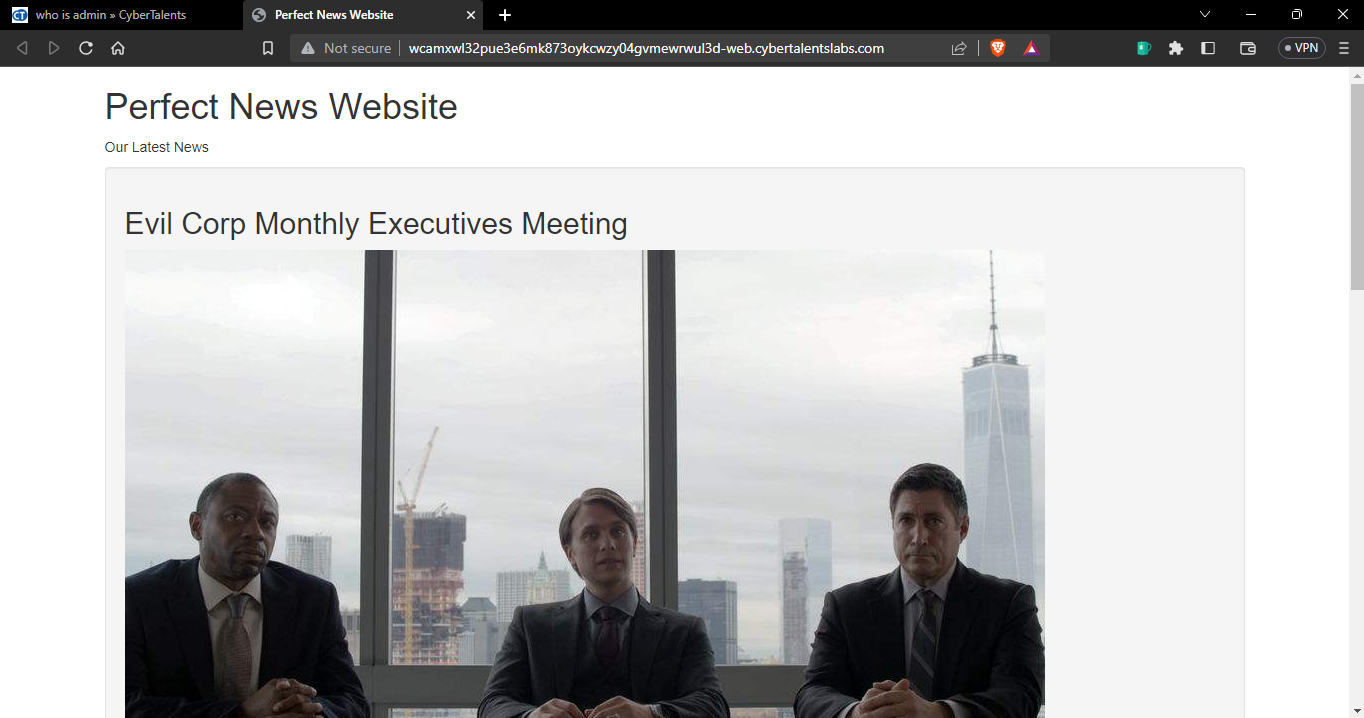 who is admin » CyberTalents
Perfect News Website
Not secure
wcamxwl32pue3e6mk873oykcwzy04gvmewrwul3d-web.cybertalentslabs.com
VPN
Perfect News Website
Our Latest News
Evil Corp Monthly Executives Meeting